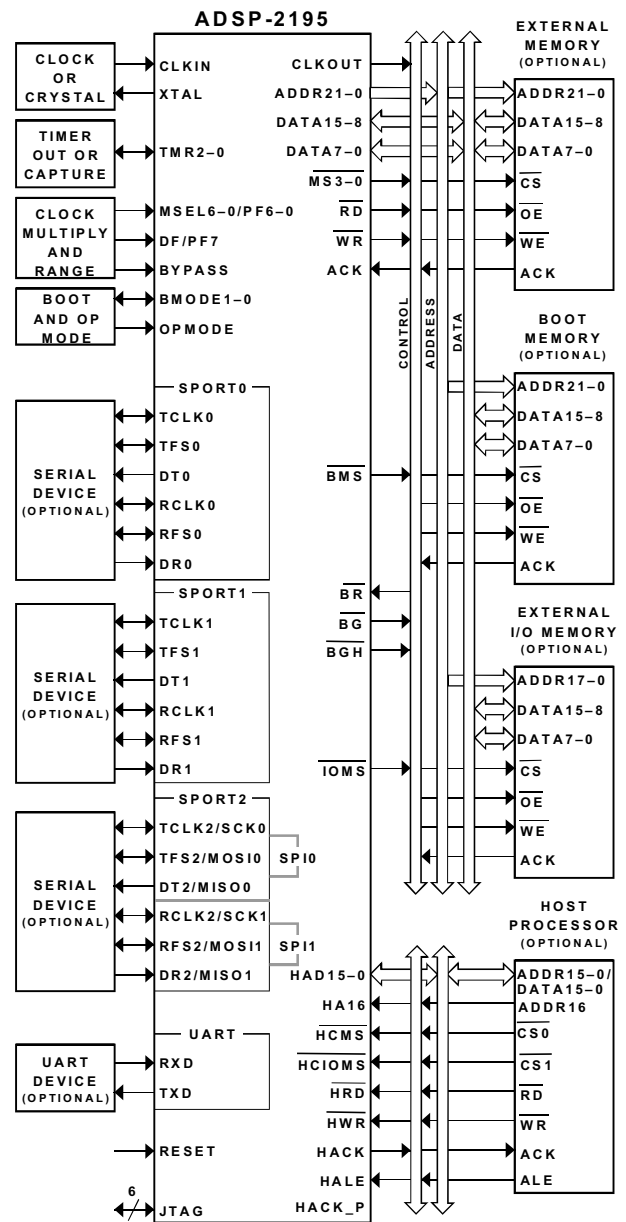 ADSP-2195
CLOCK
OR
CRYSTAL
TIMER
OUT OR
CAPTURE
CLOCK
MULTIPLY
AND
RANGE
BOOT
AND OP
MODE
SERIAL
DEVICE
(OPTIONAL)
SERIAL
DEVICE
(OPTIONAL)
SERIAL
DEVICE
(OPTIONAL)
UART
DEVICE
(OPTIONAL)
6
CLKIN
XTAL
TMR2–0
MSEL6–0/PF6–0
DF/PF7
BYPASS
BMODE1–0
OPMODE
SPORT0
TCLK0
TFS0
DT0
RCLK0
RFS0
DR0
SPORT1
TCLK1
TFS1
DT1
RCLK1
RFS1
DR1
SPORT2
TCLK2/SCK0
TFS2/MOSI0
SPI0
DT2/MISO0
RCLK2/SCK1
RFS2/MOSI1
SPI1
DR2/MISO1
UART
RXD
TXD
RESET
JTAG
CLKOUT
ADDR21–0
DATA15–8
DATA7–0
MS3–0
RD
WR
ACK
BMS
BR
BG
BGH
IOMS
HAD15–0
HA16
HCMS
HCIOMS
HRD
HWR
HACK
HALE
HACK_P
CONTROL
ADDRESS
DATA
EXTERNAL
MEMORY
(OPTIONAL)
ADDR21–0
DATA15–8
DATA7–0
CS
OE
WE
ACK
BOOT
MEMORY
(OPTIONAL)
ADDR21–0
DATA15–8
DATA7–0
CS
OE
WE
ACK
EXTERNAL
I/O MEMORY
(OPTIONAL)
ADDR17–0
DATA15–8
DATA7–0
CS
OE
WE
ACK
HOST
PROCESSOR
(OPTIONAL)
ADDR15–0/
DATA15–0
ADDR16
CS0
CS1
RD
WR
ACK
ALE